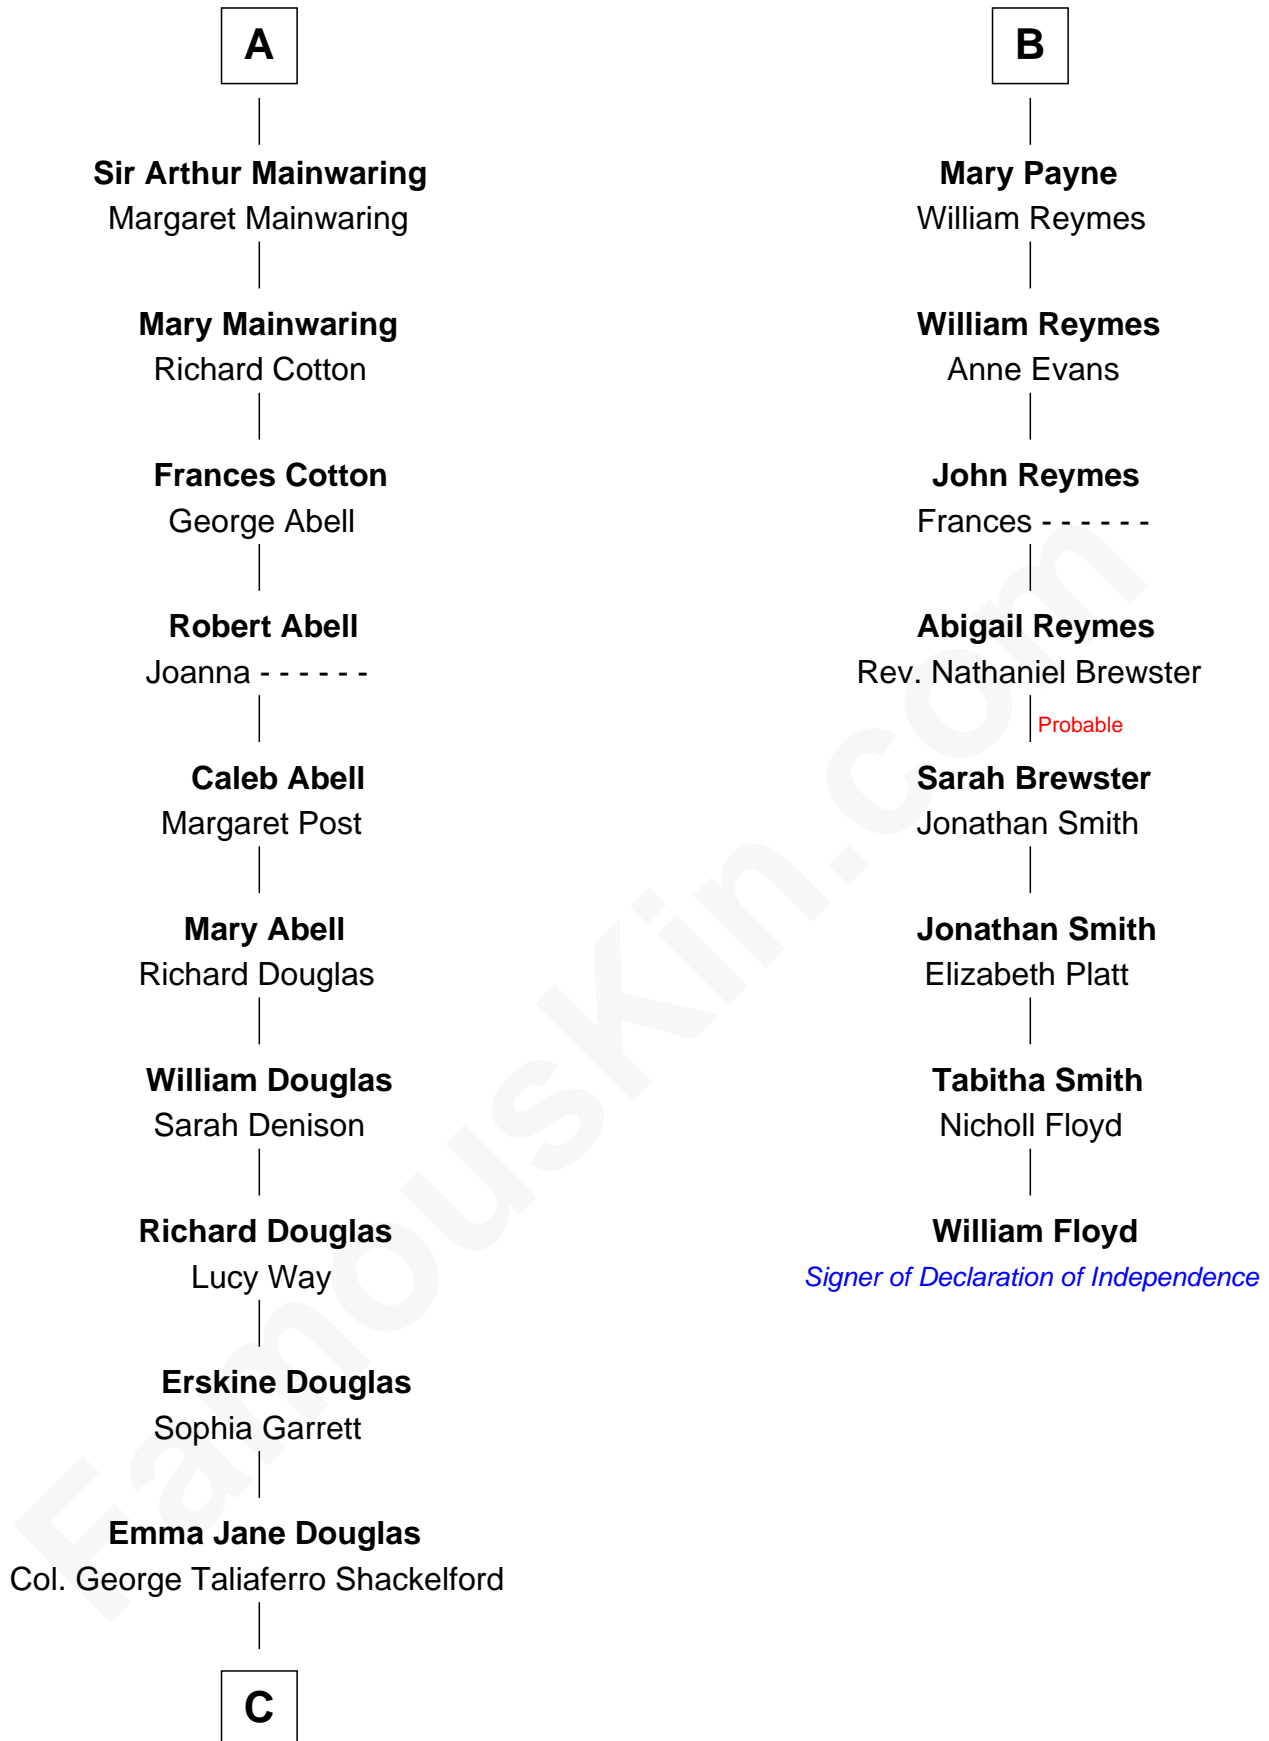 A
Sir Arthur Mainwaring
Margaret Mainwaring
Mary Mainwaring
Richard Cotton
Frances Cotton
George Abell
Robert Abell
Joanna - - - - - -
Caleb Abell
Margaret Post
Mary Abell
Richard Douglas
William Douglas
Sarah Denison
Richard Douglas
Lucy Way
Erskine Douglas
Sophia Garrett
Emma Jane Douglas
Col. George Taliaferro Shackelford
C
B
Mary Payne
William Reymes
William Reymes
Anne Evans
John Reymes
Frances - - - - - -
Abigail Reymes
Rev. Nathaniel Brewster
Probable
Sarah Brewster
Jonathan Smith
Jonathan Smith
Elizabeth Platt
Tabitha Smith
Nicholl Floyd
William Floyd
Signer of Declaration of Independence
FamousKin.com